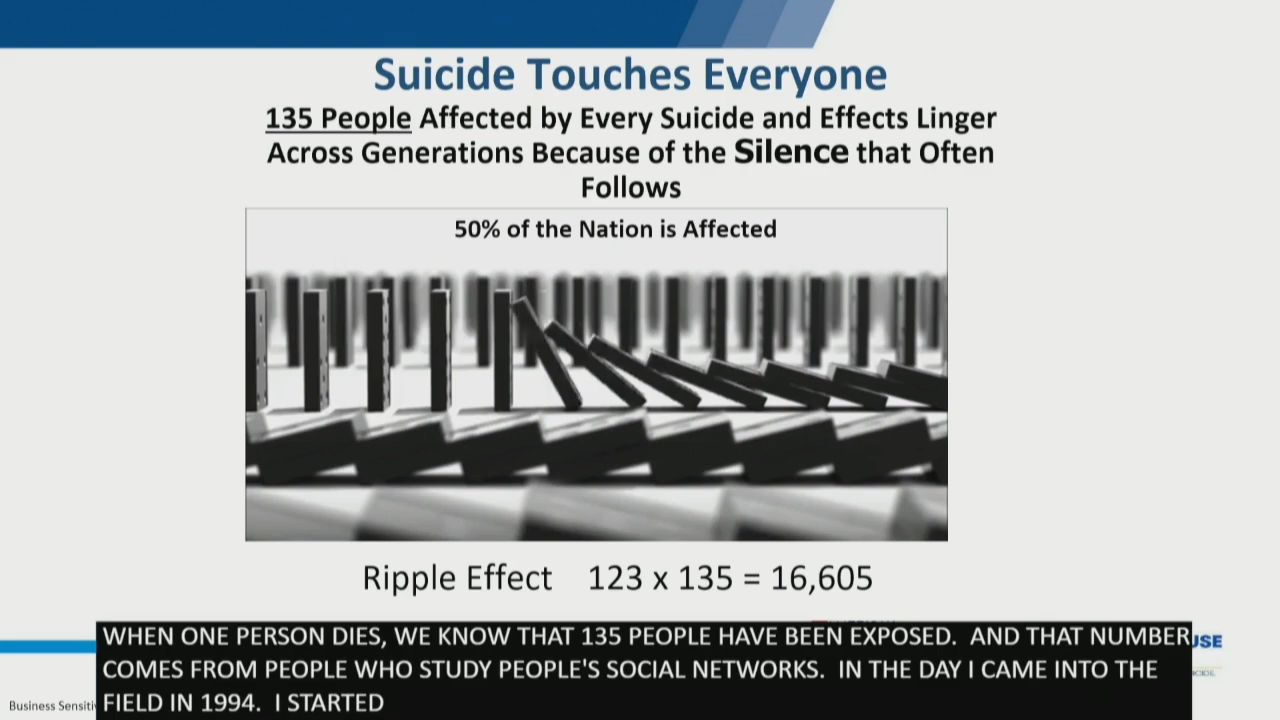 Suicide Touches Everyone
135 People Affected by Every Suicide and Effects Linger
Across Generations Because of the Silence that Often
Follows
50% of the Nation is Affected
Ripple Effect 123 x 135 = 16,605
WHEN ONE PERSON DIES, WE KNOW THAT 135 PEOPLE HAVE BEEN EXPOSED. AND THAT NUMBER
COMES FROM PEOPLE WHO STUDY PEOPLE'S SOCIAL NETWORKS. IN THE DAY I CAME INTO THE
FIELD IN 1994. I STARTED
Business